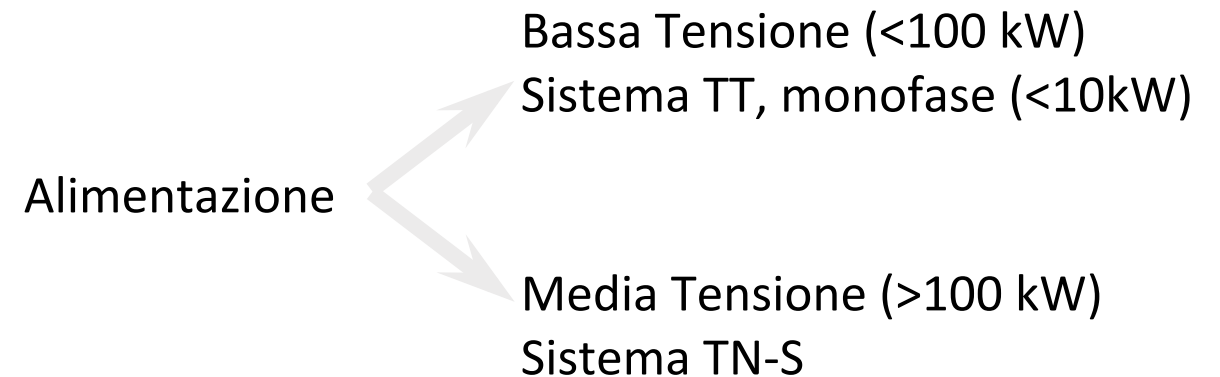 Bassa Tensione (<100 kW)
Sistema TT, monofase (<10kW)
Alimentazione
Media Tensione (>100 kW)
Sistema TN-S